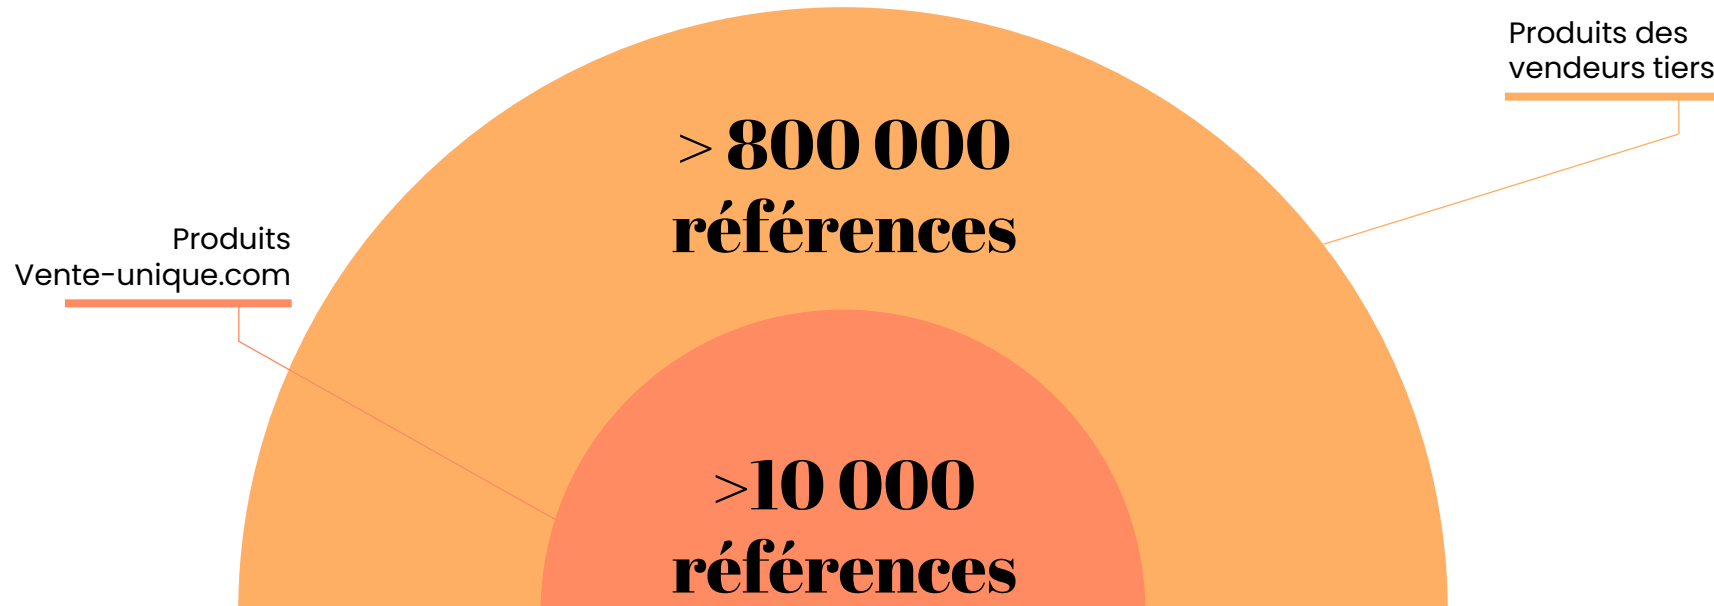 Produits des
vendeurs tiers
> 800 000
références
Produits
Vente-unique.com
>10 000
références